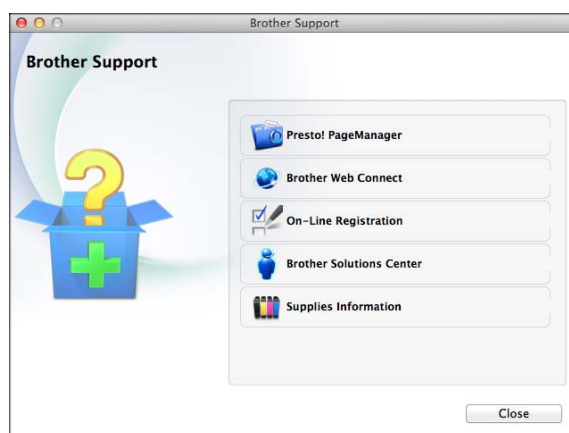 Brother Support
Brother Support
Presto! PageManager
Brother Web Connect
On-Line Registration
Brother Solutions Center
Supplies Information
Close